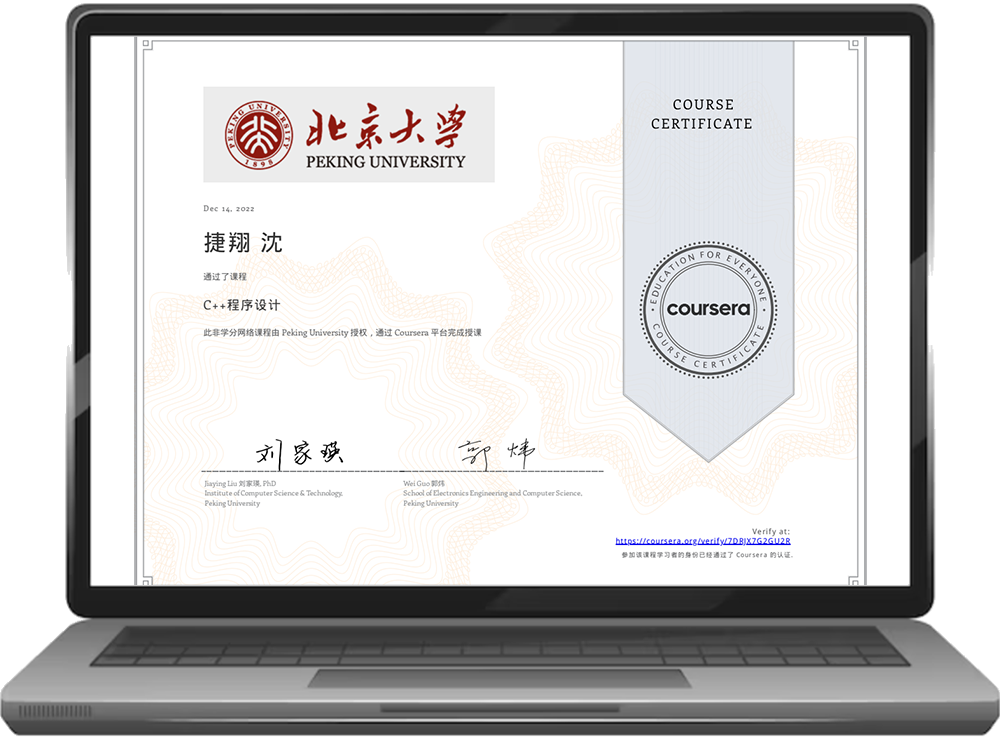 PEKING UNIVERSITY
1898
北京大学
PEKING UNIVERSITY
COURSE
CERTIFICATE
Dec 14, 2022
捷翔 沈
通过了课程
C++程序设计
此非学分网络课程由 Peking University 授权，通过 Coursera 平台完成授课
EDUCATION FOR EVERYONE
coursera
COURSE CERTIFICATE
刘家瑛
郭炜
Jiaying Liu 刘家瑛, PhD
Institute of Computer Science & Technology,
Peking University
Wei Guo 郭炜
School of Electronics Engineering and Computer Science,
Peking University
Verify at:
https://coursera.org/verify/7DRJX7G2GU2R
参加该课程学习者的身份已经通过了 Coursera 的认证.